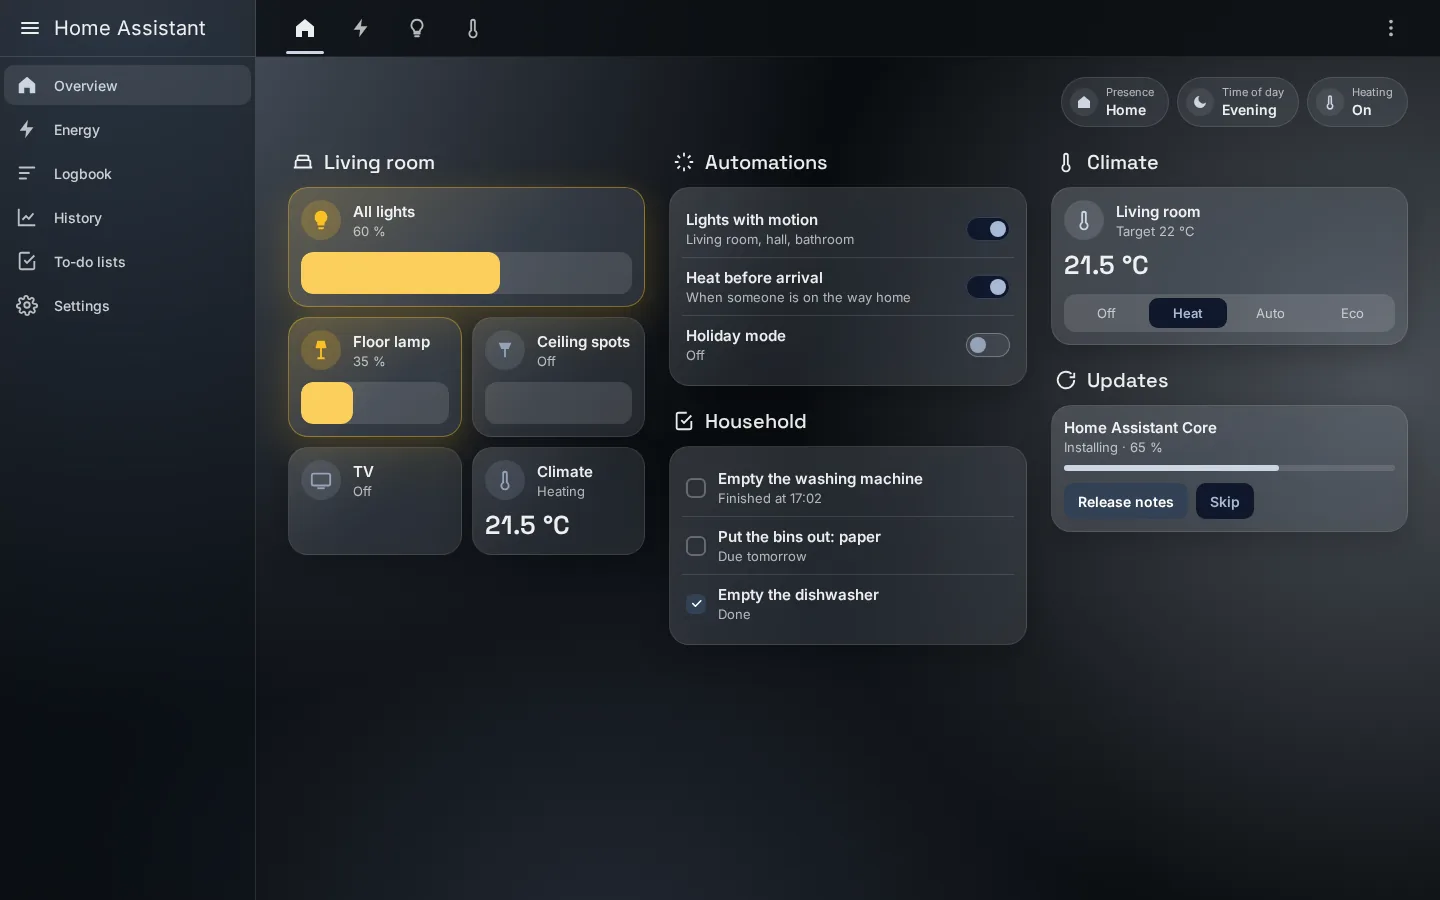 Home Assistant
Overview
Energy
Logbook
History
To-do lists
Settings
Presence
Home
Time of day
Evening
Heating
On
Living room
All lights
60 %
Floor lamp
35 %
Ceiling spots
Off
TV
Off
Climate
Heating
21.5 °C
Automations
Lights with motion
Living room, hall, bathroom
Heat before arrival
When someone is on the way home
Holiday mode
Off
Household
Empty the washing machine
Finished at 17:02
Put the bins out: paper
Due tomorrow
Empty the dishwasher
Done
Climate
Living room
Target 22 °C
21.5 °C
Off Heat Auto Eco
Updates
Home Assistant Core
Installing · 65 %
Release notes Skip